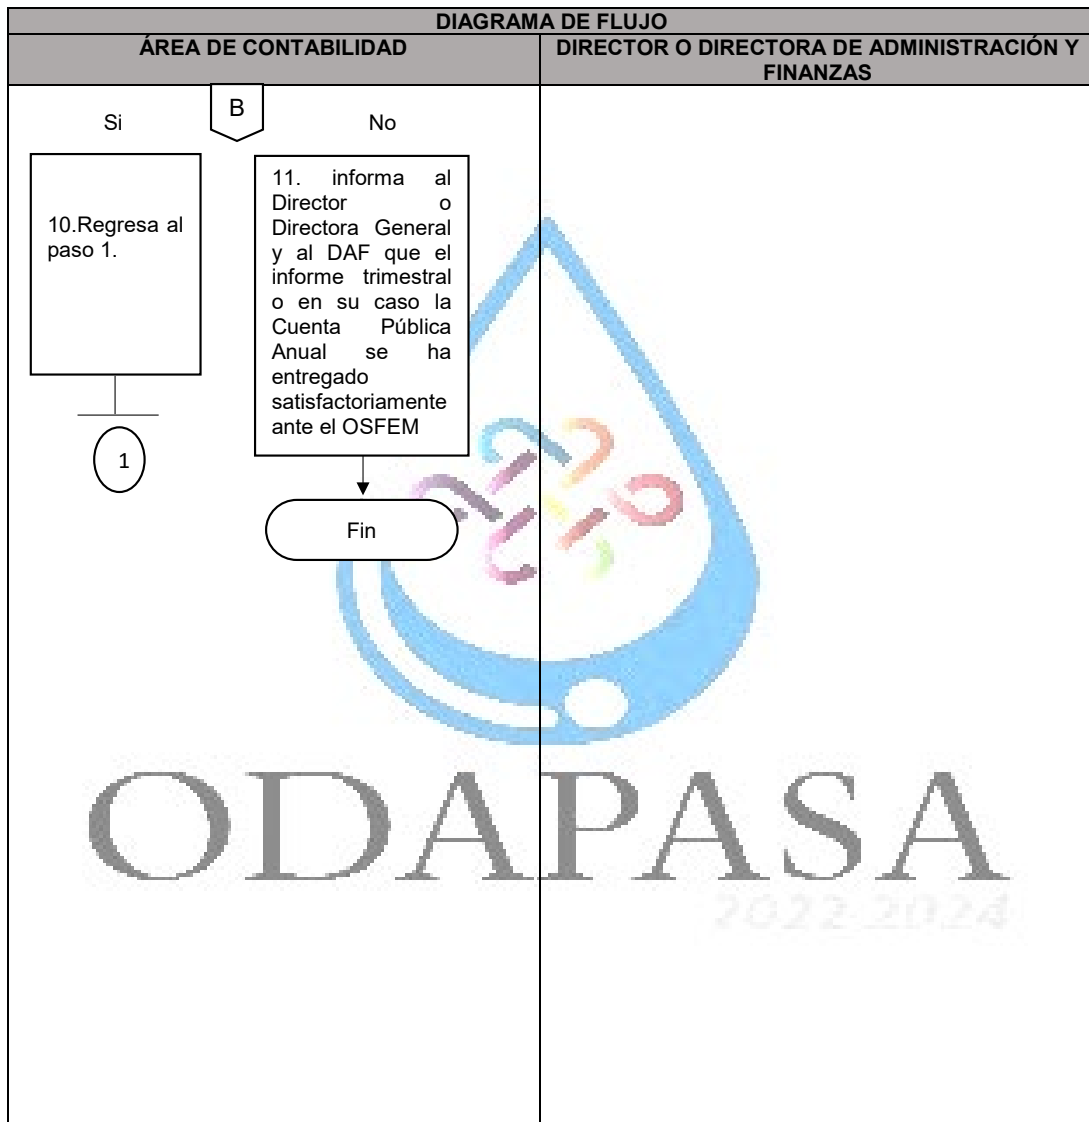 DIAGRAMA DE FLUJO
ÁREA DE CONTABILIDAD
DIRECTOR O DIRECTORA DE ADMINISTRACIÓN Y
FINANZAS
B
Si
No
10.Regresa al
paso 1.
1
11. informa al
Director o
Directora General
y al DAF que el
informe trimestral
o en su caso la
Cuenta Pública
Anual se ha
entregado
satisfactoriamente
ante el OSFEM
Fin
ODAPASA
2022-2024